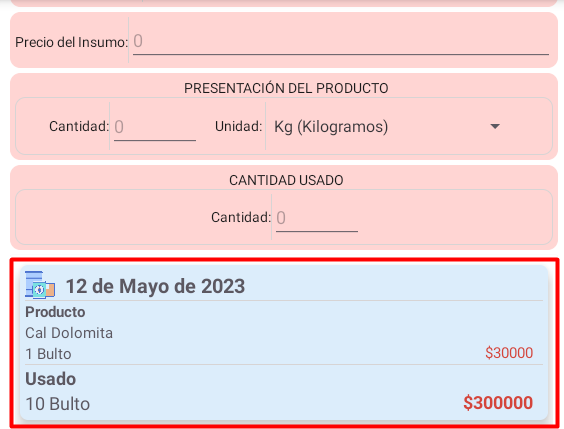 Precio del Insumo: 0
PRESENTACIÓN DEL PRODUCTO
Cantidad: 0 Unidad: Kg (Kilogramos)
CANTIDAD USADO
Cantidad: 0
12 de Mayo de 2023
Producto
Cal Dolomita
1 Bulto $30000
Usado
10 Bulto $300000